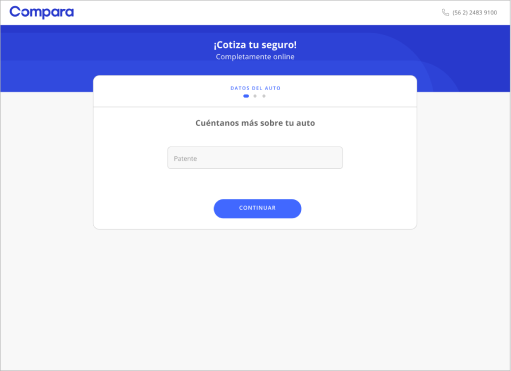 Compara
(56 2) 2483 9100
¡Cotiza tu seguro!
Completamente online
DATOS DEL AUTO
Cuéntanos más sobre tu auto
Patente
CONTINUAR